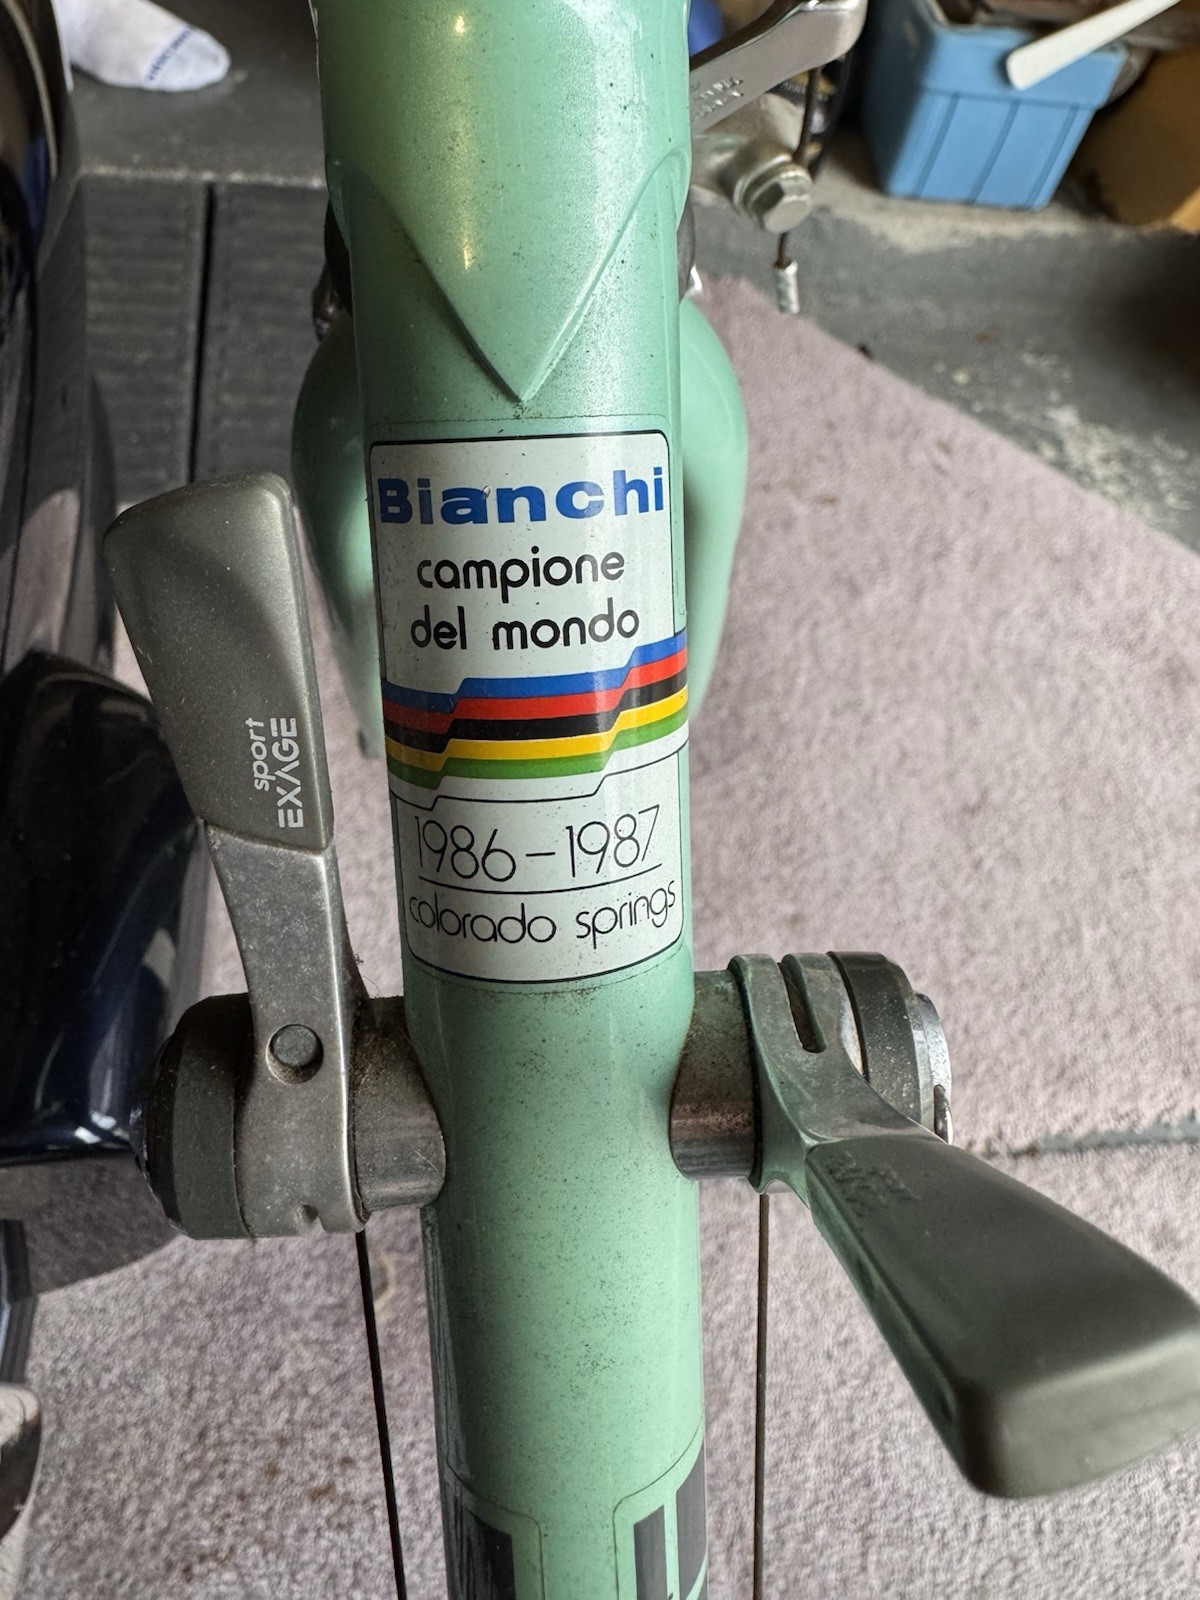 Bianchi
campione
del mondo
sport
EXAGE
1986-1987
colorado springs